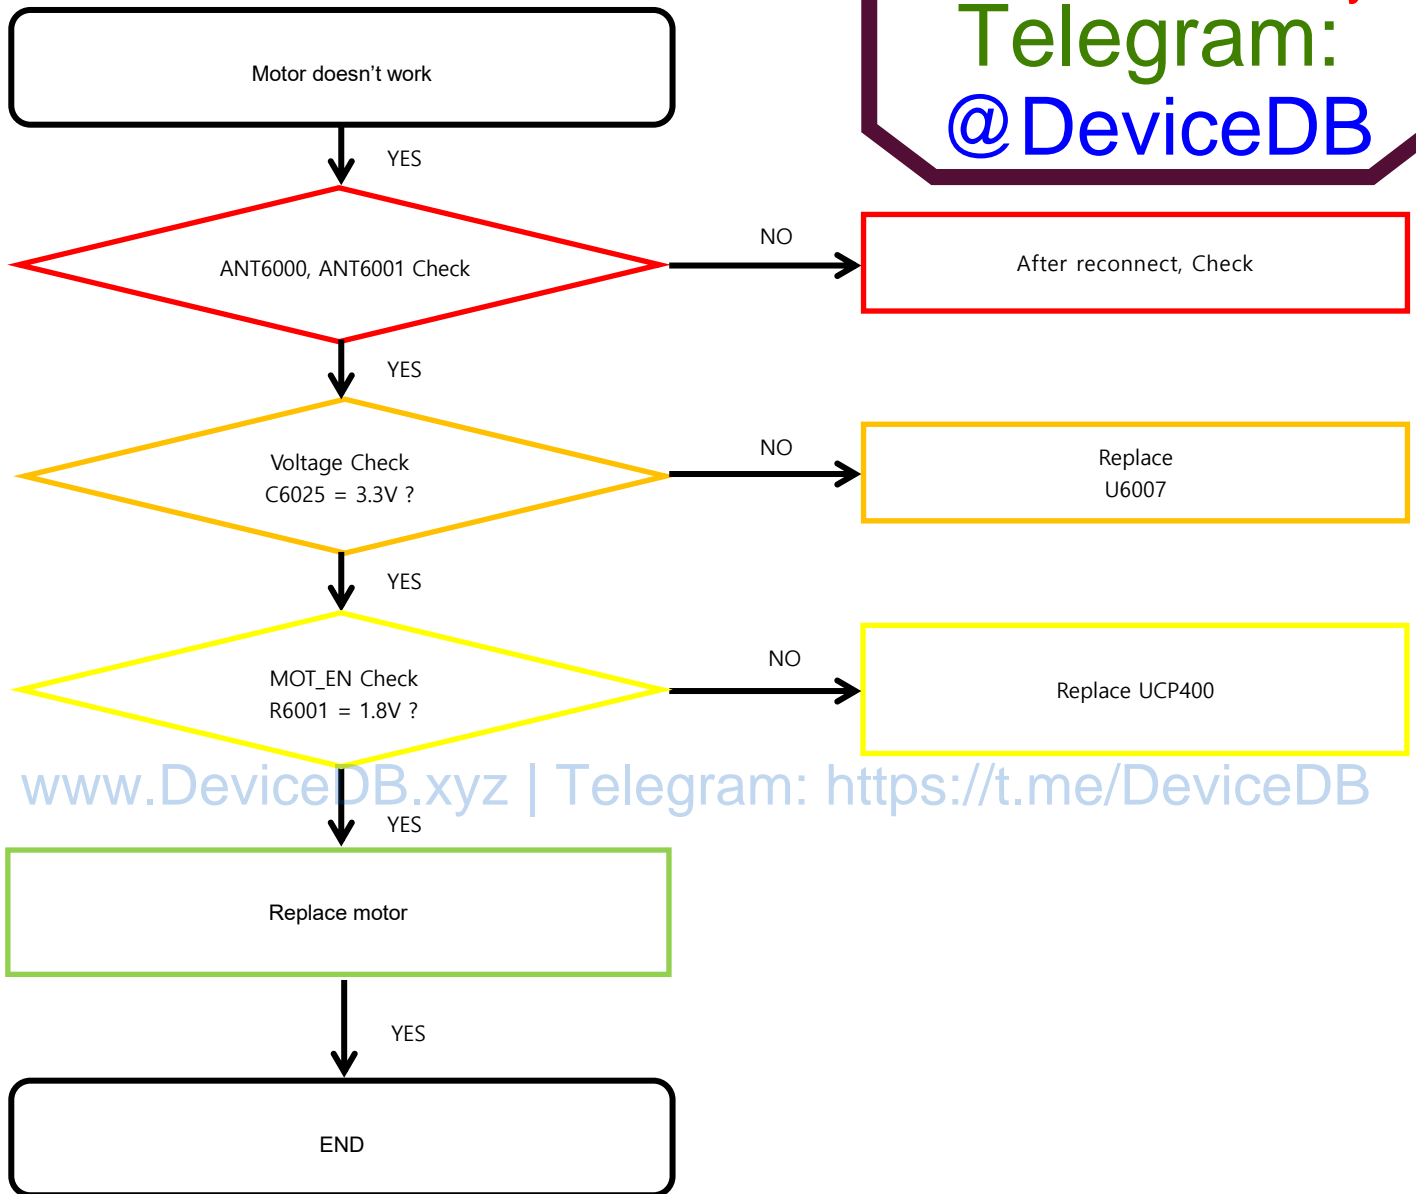 Telegram:
@DeviceDB
Motor doesn't work
YES
ANT6000, ANT6001 Check
NO
After reconnect, Check
YES
Voltage Check
C6025 = 3.3V ?
NO
Replace
U6007
YES
MOT_EN Check
R6001 = 1.8V ?
NO
Replace UCP400
www.DeviceDB.xyz | Telegram: https://t.me/DeviceDB
YES
Replace motor
YES
END